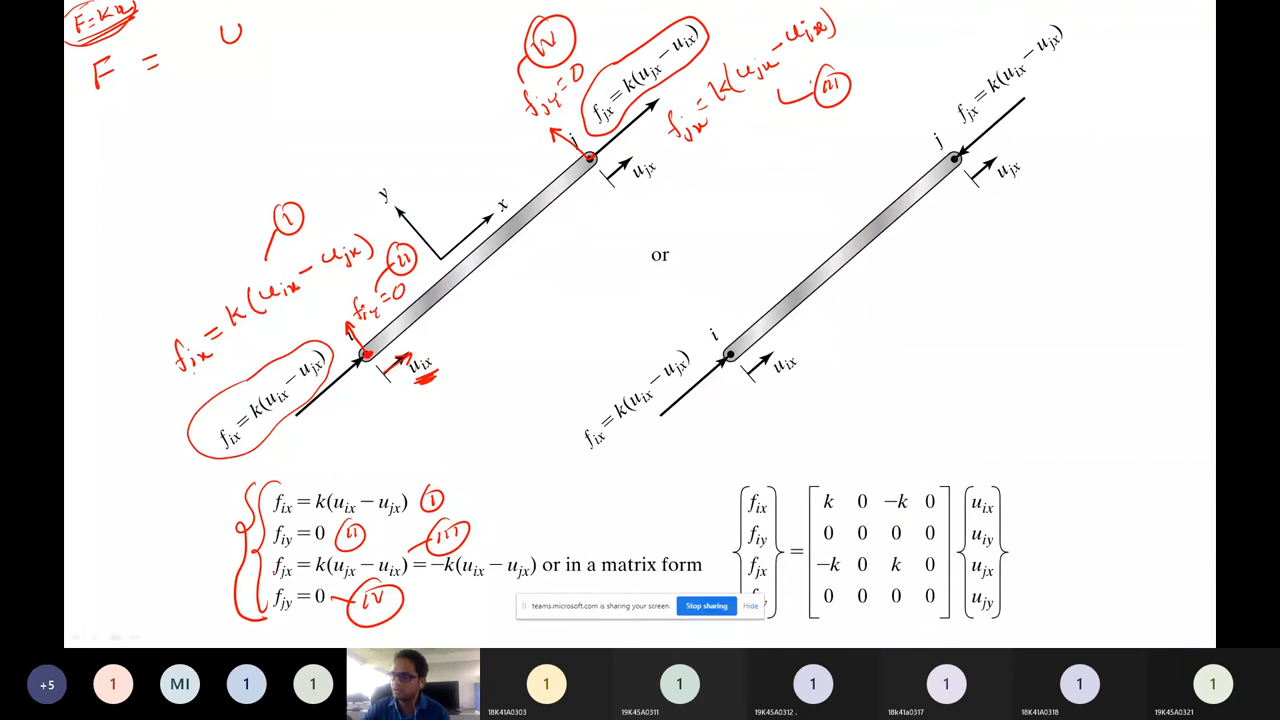 F=Ku
F = U
IV
f_jy=0
f_jx = k(u_jx − u_ix)
f_jx = k(u_jx − u_ix)
III
f_jx = k(u_ix − u_jx)
j
j
u_jx
u_jx
y
x
I
II
or
f_ix = k(u_ix − u_jx)
f_iy=0
i
i
u_ix
u_ix
f_ix = k(u_ix − u_jx)
f_ix = k(u_ix − u_jx)
f_ix = k(u_ix − u_jx) I
f_iy = 0 II III
f_jx = k(u_jx − u_ix) = −k(u_ix − u_jx) or in a matrix form
f_jy = 0 IV
f_ix k 0 −k 0 u_ix
f_iy 0 0 0 0 u_iy
f_jx = −k 0 k 0 u_jx
0 0 0 0 u_jy
teams.microsoft.com is sharing your screen. Stop sharing Hide
+5 1 MI 1 1 1 1 1 1 1 1
18K41A0303 19K45A0311 19K45A0312 . 18k41a0317 18K41A0318 19K45A0321